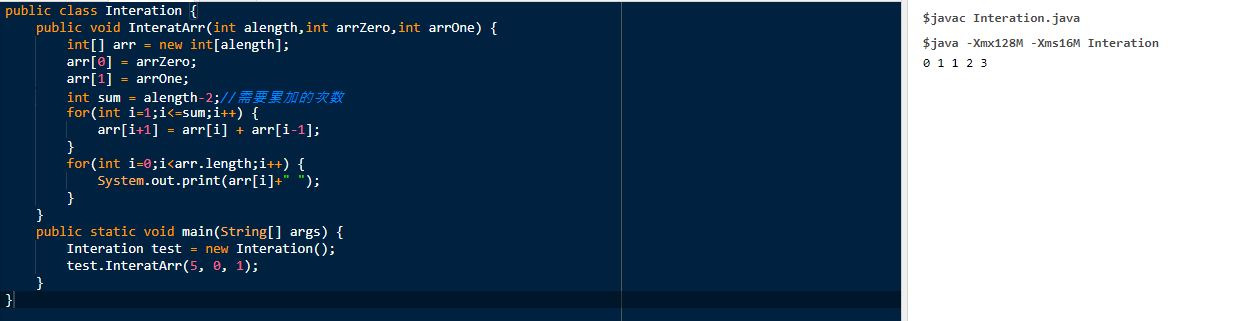 public class Interation {
    public void InteratArr(int alength,int arrZero,int arrOne) {
        int[] arr = new int[alength];
        arr[0] = arrZero;
        arr[1] = arrOne;
        int sum = alength-2;//需要累加的次数
        for(int i=1;i<=sum;i++) {
            arr[i+1] = arr[i] + arr[i-1];
        }
        for(int i=0;i<arr.length;i++) {
            System.out.print(arr[i]+" ");
        }
    }
    public static void main(String[] args) {
        Interation test = new Interation();
        test.InteratArr(5, 0, 1);
    }
}
$javac Interation.java
$java -Xmx128M -Xms16M Interation
0 1 1 2 3